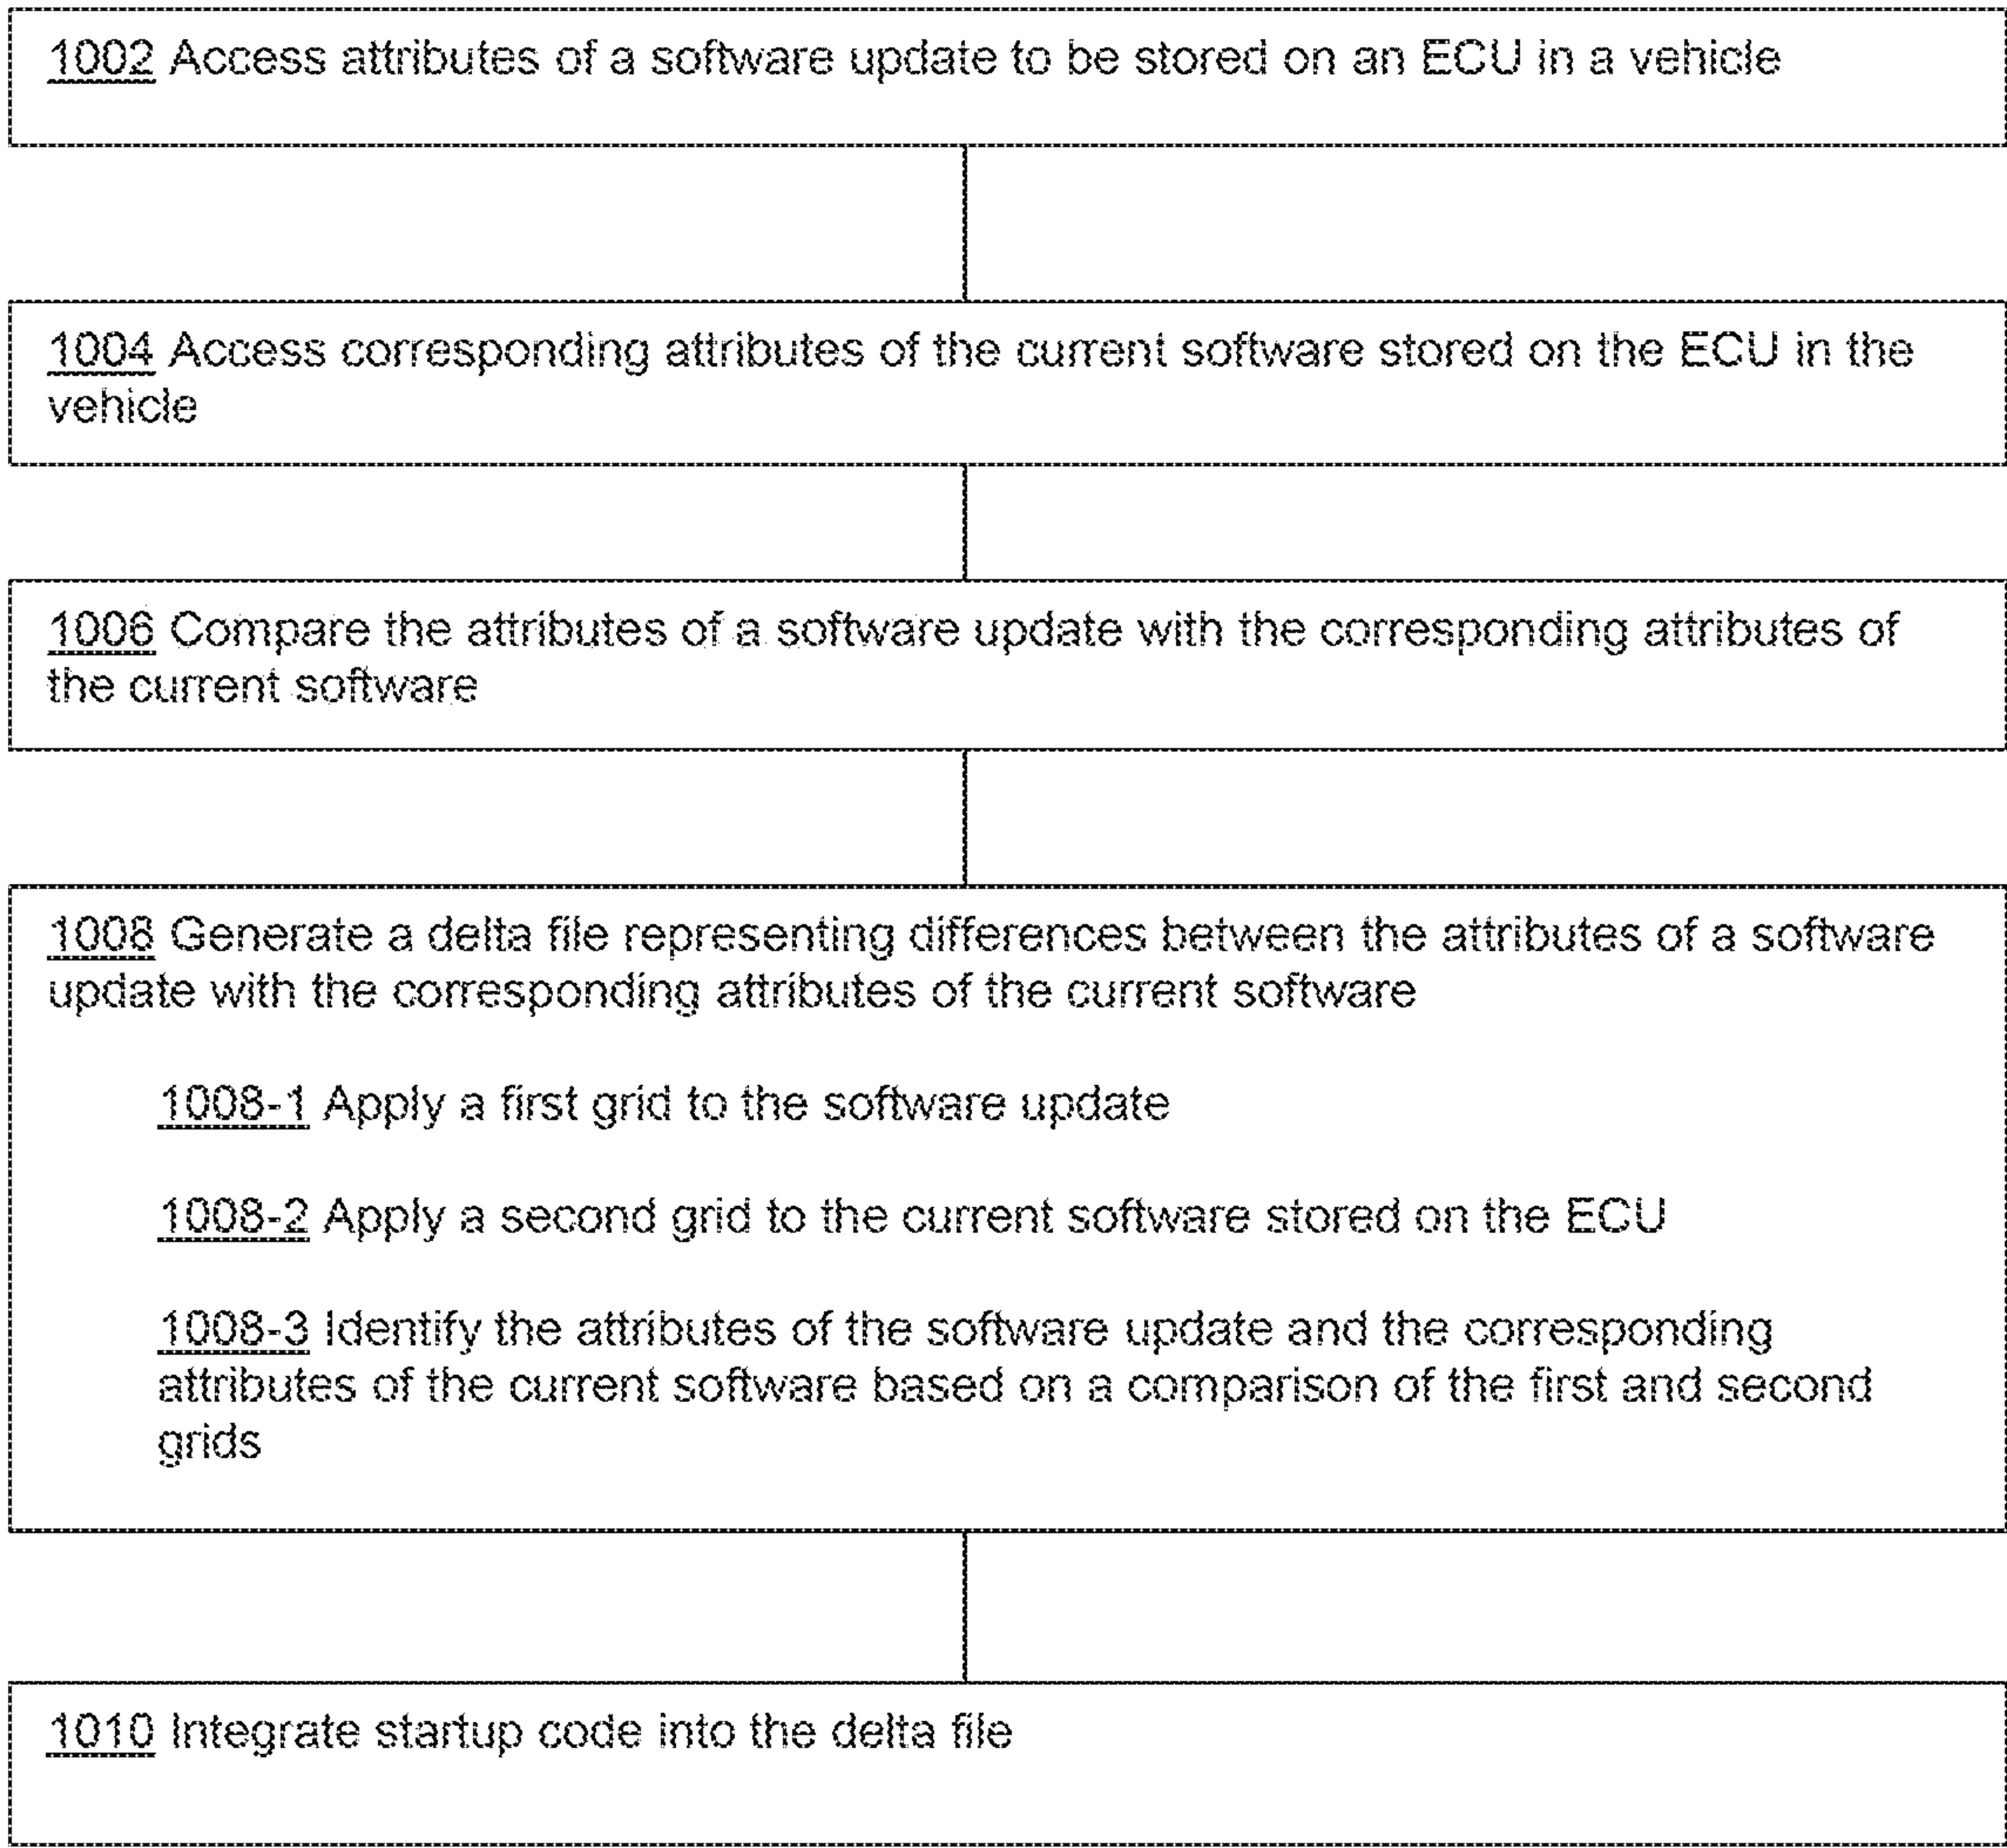 1002 Access attributes of a software update to be stored on an ECU in a vehicle
1004 Access corresponding attributes of the current software stored on the ECU in the
vehicle
1006 Compare the attributes of a software update with the corresponding attributes of
the current software
1008 Generate a delta file representing differences between the attributes of a software
update with the corresponding attributes of the current software
1008-1 Apply a first grid to the software update
1008-2 Apply a second grid to the current software stored on the ECU
1008-3 Identify the attributes of the software update and the corresponding
attributes of the current software based on a comparison of the first and second
grids
1010 Integrate startup code into the delta file